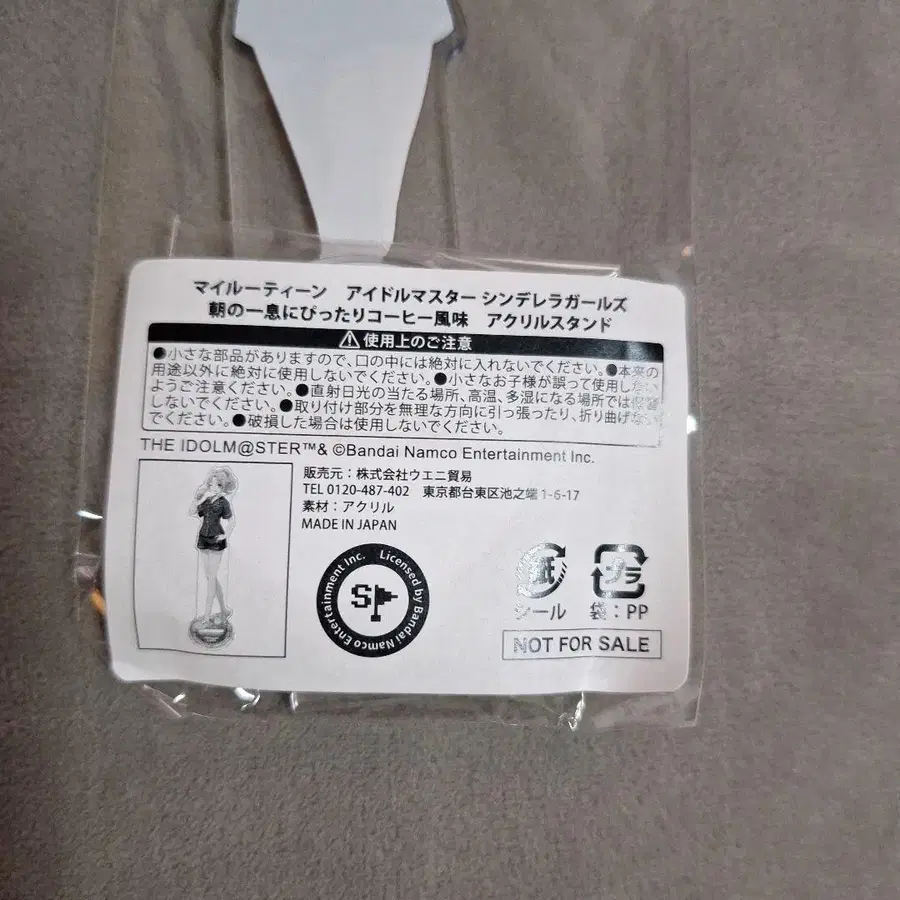 マイルーティーン アイドルマスター シンデレラガールズ
朝の一息にぴったりコーヒー風味 アクリルスタンド
⚠使用上のご注意
●小さな部品がありますので、口の中には絶対に入れないでください。●本来の
用途以外に絶対に使用しないでください。●小さなお子様が誤って使用しない
ようご注意ください。●直射日光の当たる場所、高温、多湿になる場所では保管
しないでください。●取り付け部分を無理な方向に引っ張ったり、折り曲げない
でください。●破損した場合は使用しないでください。
THE IDOLM@STER™& ©Bandai Namco Entertainment Inc.
販売元:株式会社ウエニ貿易
TEL 0120-487-402 東京都台東区池之端1-6-17
素材:アクリル
MADE IN JAPAN
Licensed by Bandai Namco Entertainment Inc.
S
紙
プラ
シール 袋:PP
NOT FOR SALE